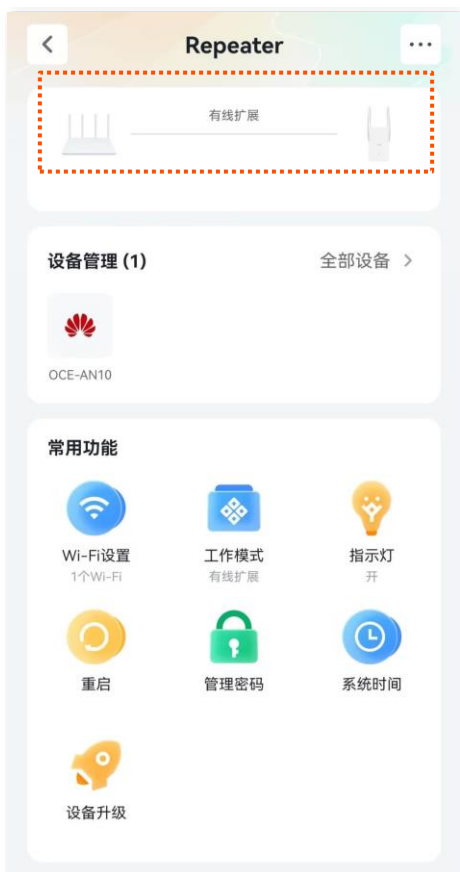 Repeater
有线扩展
设备管理 (1)
全部设备
OCE-AN10
常用功能
Wi-Fi设置
工作模式
指示灯
1个Wi-Fi
有线扩展
开
重启
管理密码
系统时间
设备升级